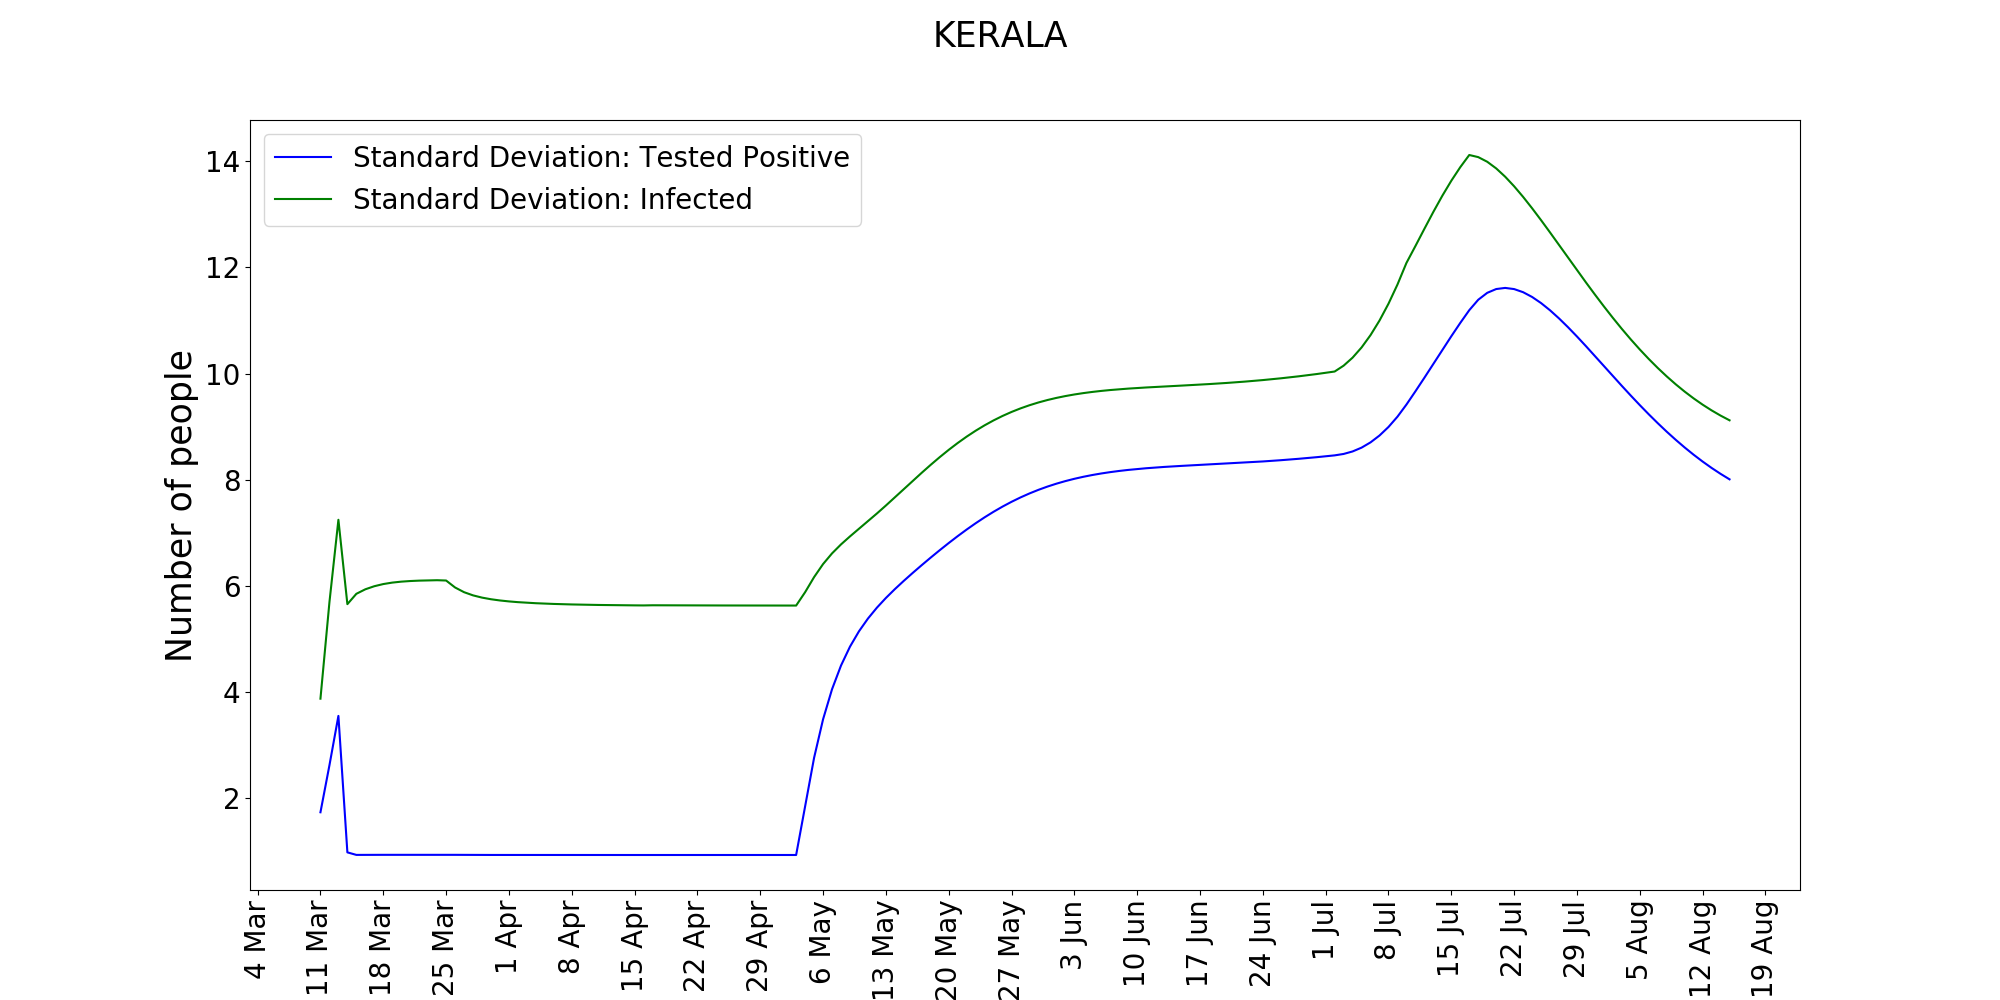 KERALA
Standard Deviation: Tested Positive
Standard Deviation: Infected
Number of people
14
12
10
8
6
4
2
4 Mar
11 Mar
18 Mar
25 Mar
1 Apr
8 Apr
15 Apr
22 Apr
29 Apr
6 May
13 May
20 May
27 May
3 Jun
10 Jun
17 Jun
24 Jun
1 Jul
8 Jul
15 Jul
22 Jul
29 Jul
5 Aug
12 Aug
19 Aug